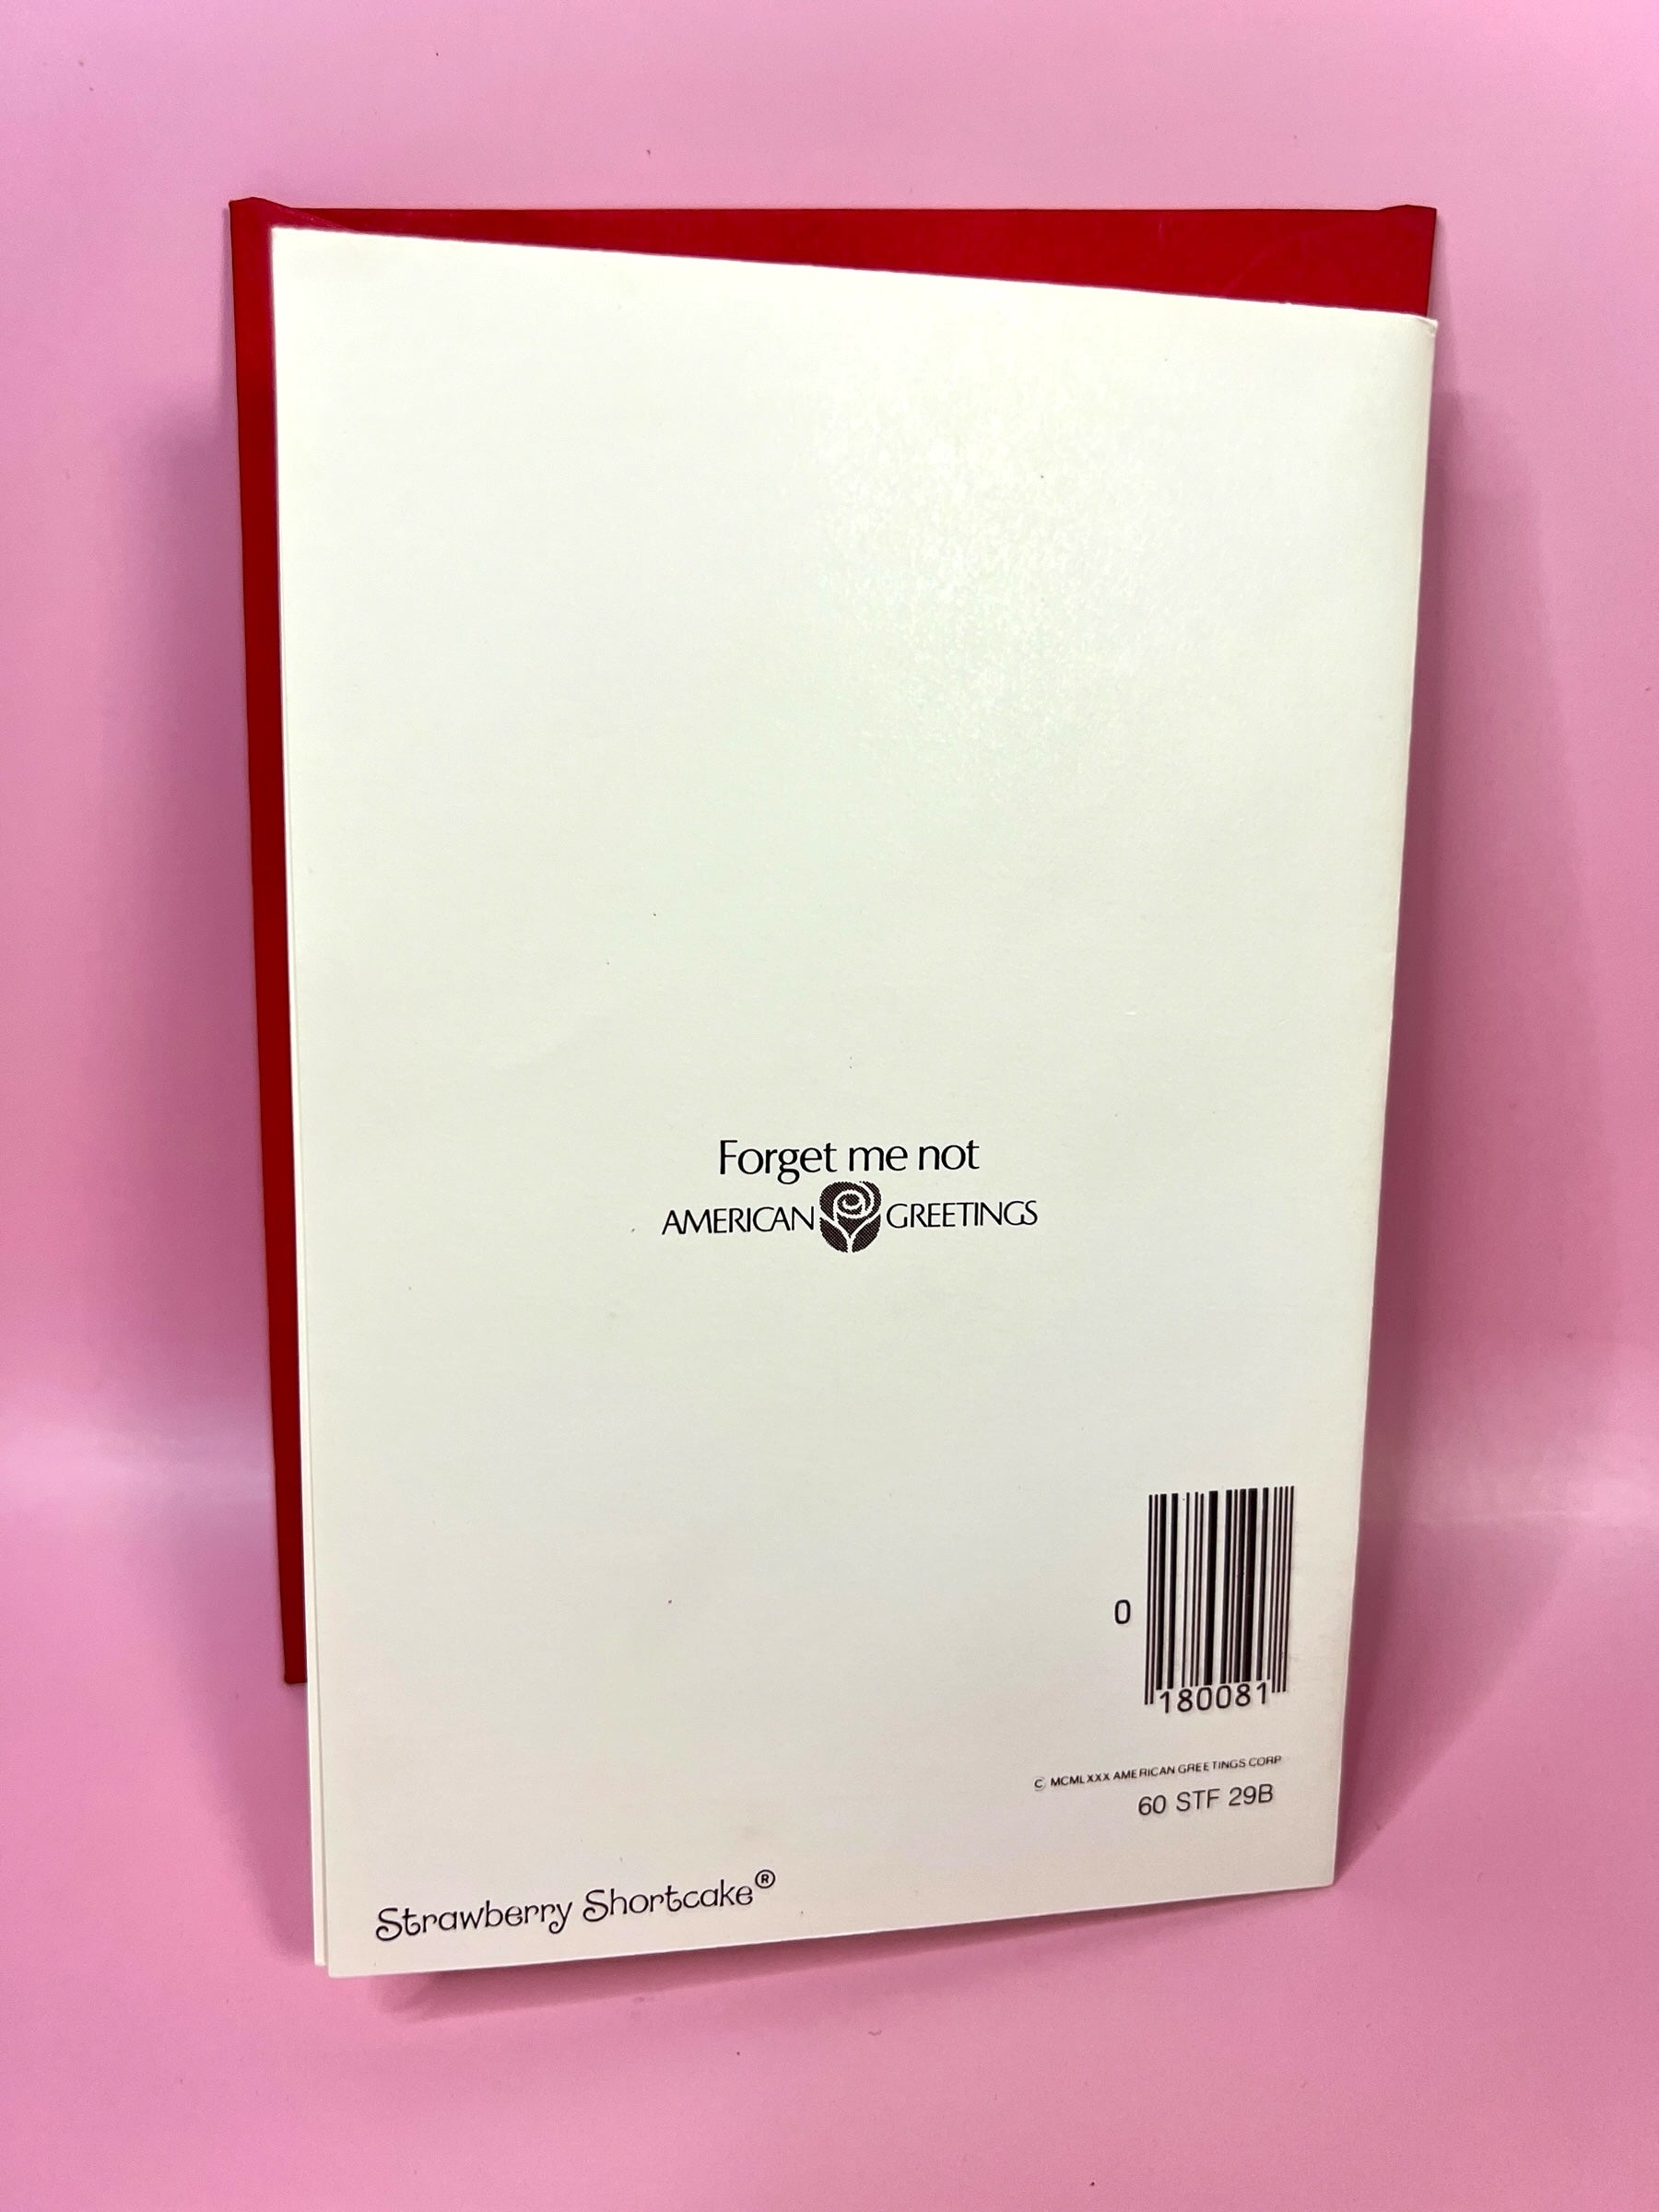 Forget me not
AMERICAN GREETINGS
0
180081
© MCMLXXX AMERICAN GREETINGS CORP
60 STF 29B
Strawberry Shortcake®